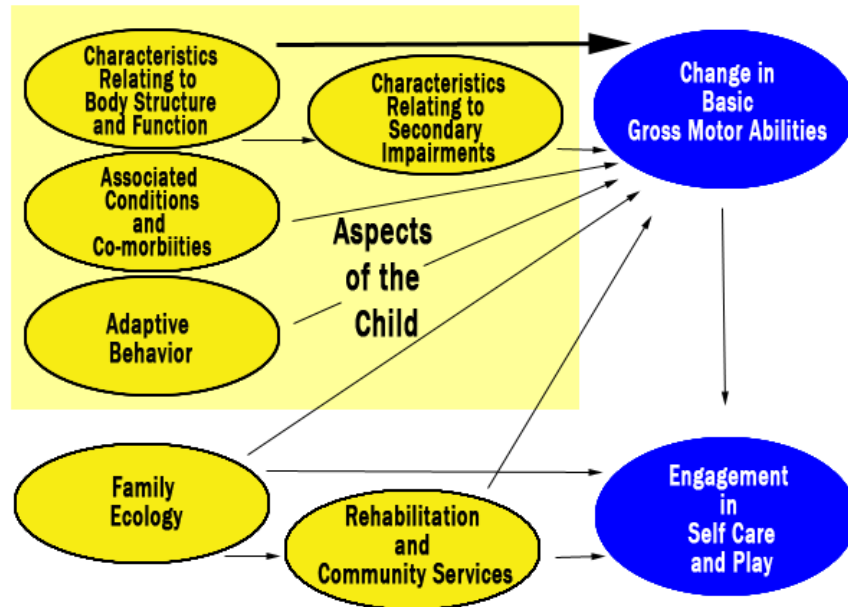 Characteristics
Relating to
Body Structure
and Function
Characteristics
Relating to
Secondary
Impairments
Change in
Basic
Gross Motor Abilities
Associated
Conditions
and
Co-morbiities
Aspects
of the
Child
Adaptive
Behavior
Family
Ecology
Rehabilitation
and
Community Services
Engagement
in
Self Care
and Play